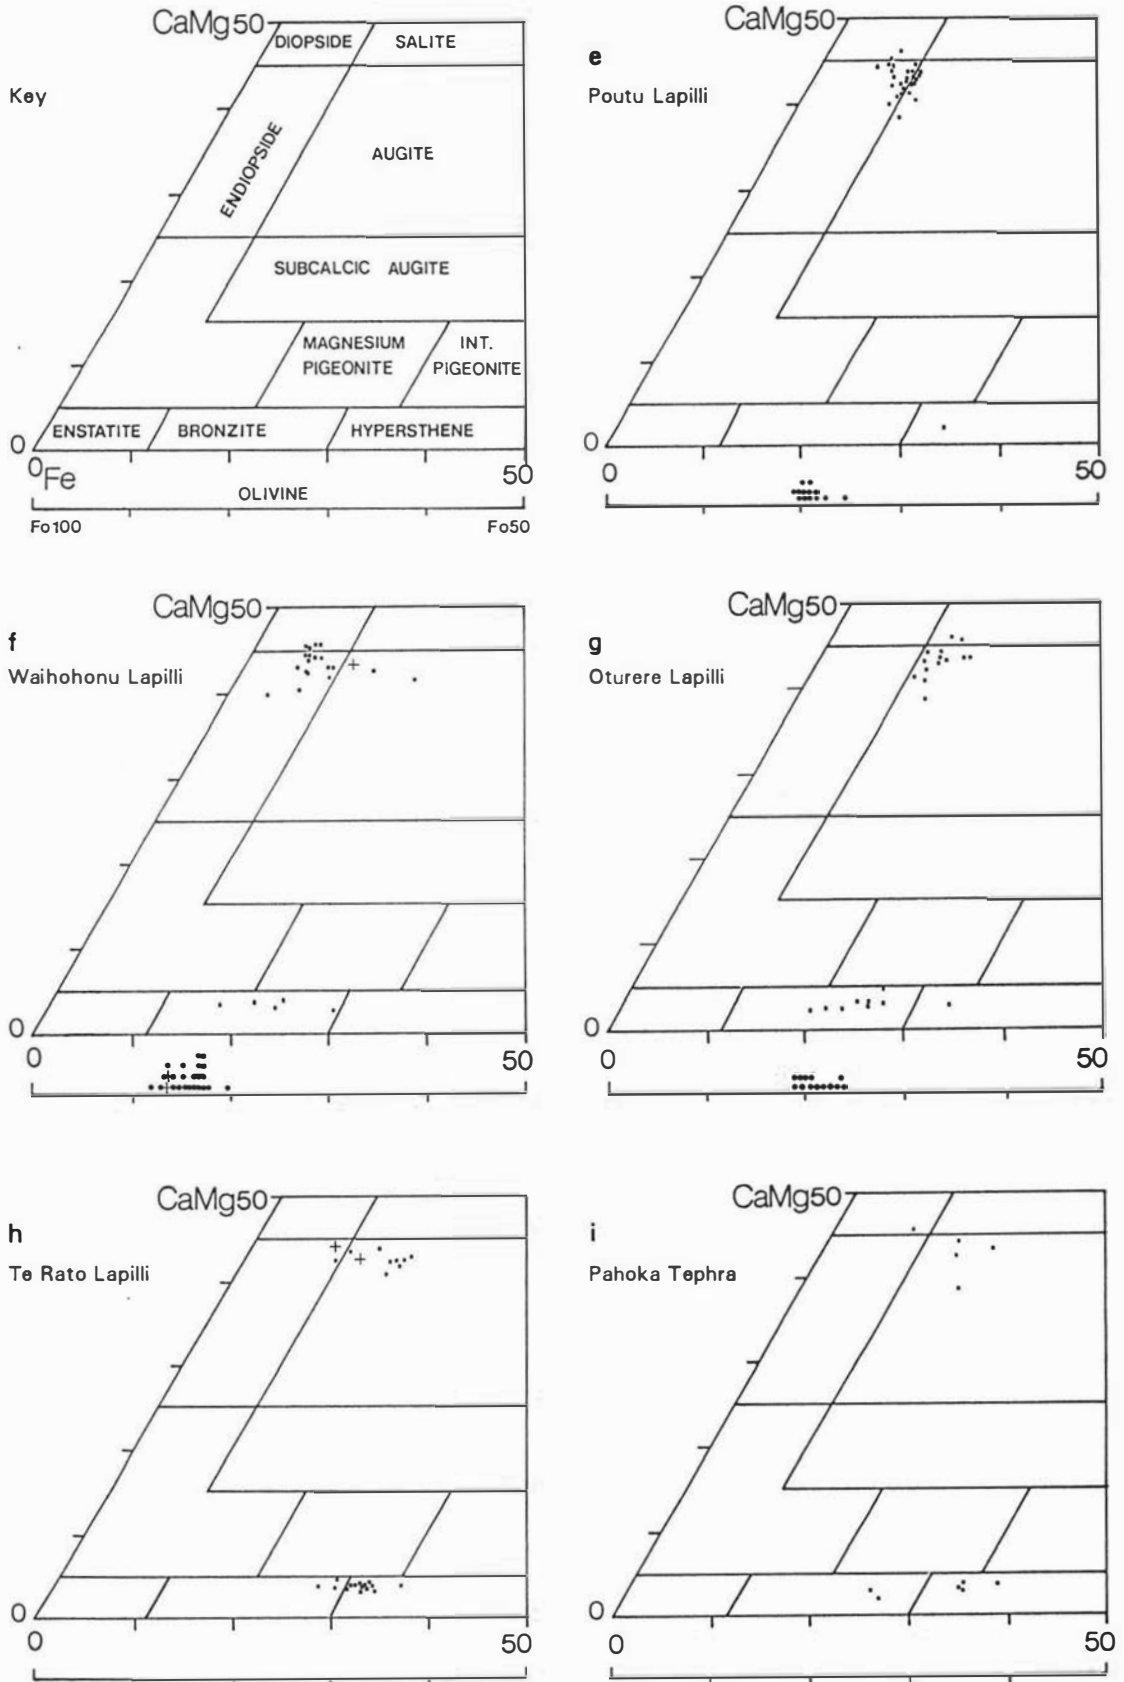 CaMg50
DIOPSIDE SALITE
Key
ENDIOPSIDE
AUGITE
SUBCALCIC AUGITE
MAGNESIUM PIGEONITE
INT. PIGEONITE
0
ENSTATITE BRONZITE HYPERSTHENE
0 Fe 50
OLIVINE
Fo100 Fo50
CaMg50
e
Poutu Lapilli
0
0 50
CaMg50
f
Waihohonu Lapilli
0
0 50
CaMg50
g
Oturere Lapilli
0
0 50
CaMg50
h
Te Rato Lapilli
0
0 50
CaMg50
i
Pahoka Tephra
0
0 50